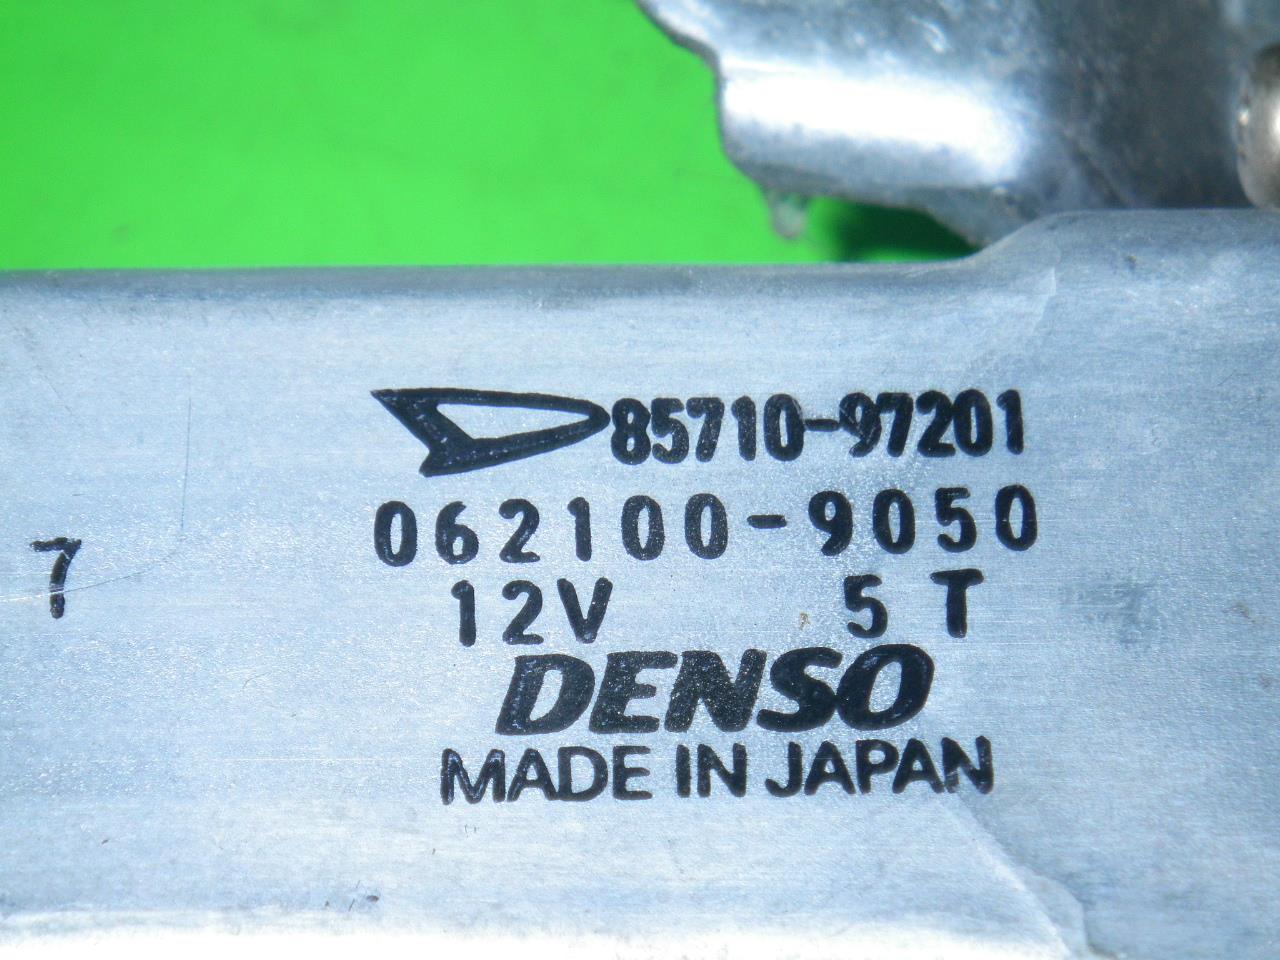 85710-97201
062100-9050
7
12V 5T
DENSO
MADE IN JAPAN